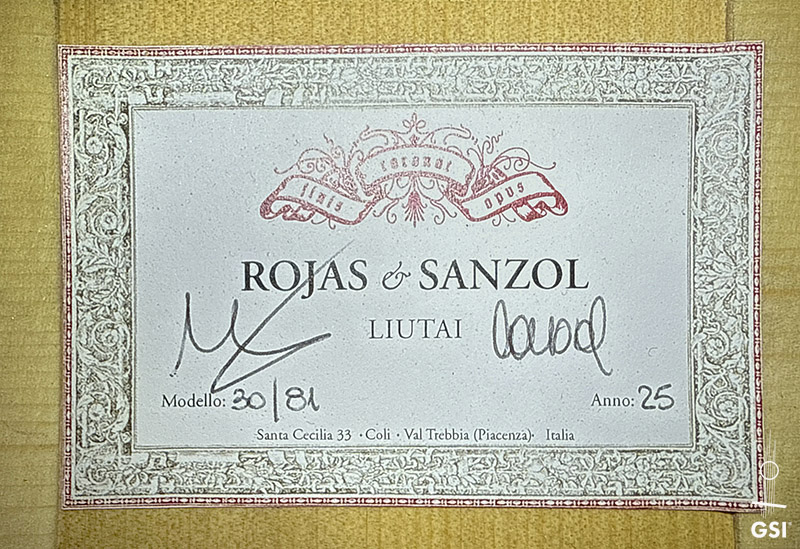 finis coronat opus
ROJAS & SANZOL
LIUTAI
Modello: 30/81 Anno: 25
Santa Cecilia 33 · Coli · Val Trebbia (Piacenza) · Italia
GSI